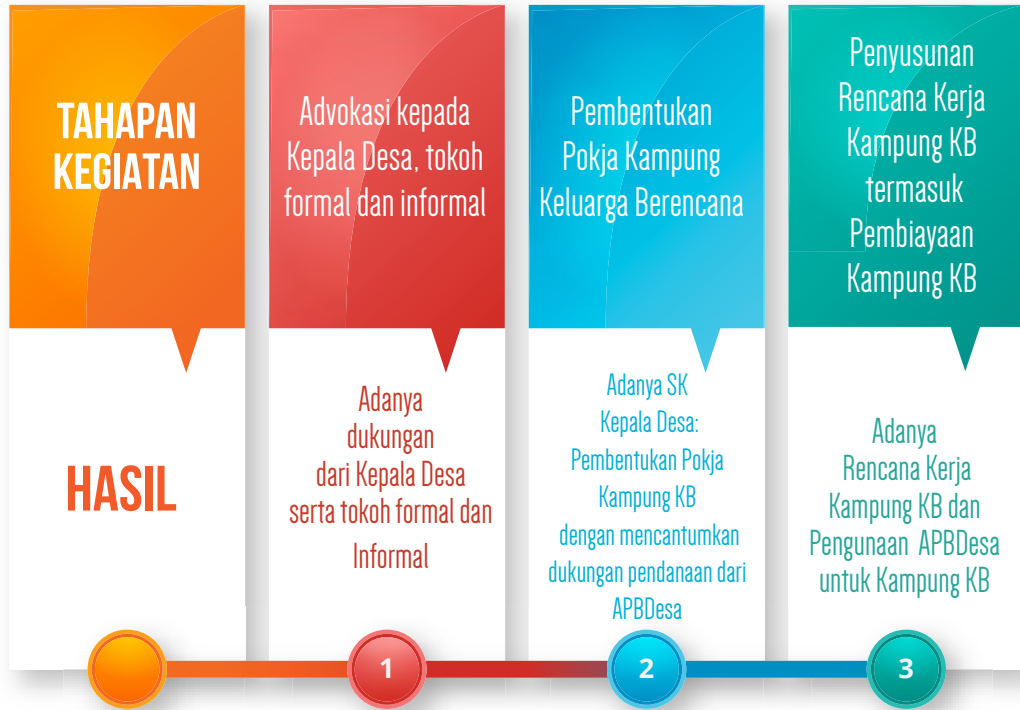 TAHAPAN
KEGIATAN
HASIL
Advokasi kepada
Kepala Desa, tokoh
formal dan informal
Adanya
dukungan
dari Kepala Desa
serta tokoh formal dan
Informal
1
Pembentukan
Pokja Kampung
Keluarga Berencana
Adanya SK
Kepala Desa:
Pembentukan Pokja
Kampung KB
dengan mencantumkan
dukungan pendanaan dari
APBDesa
2
Penyusunan
Rencana Kerja
Kampung KB
termasuk
Pembiayaan
Kampung KB
Adanya
Rencana Kerja
Kampung KB dan
Pengunaan APBDesa
untuk Kampung KB
3